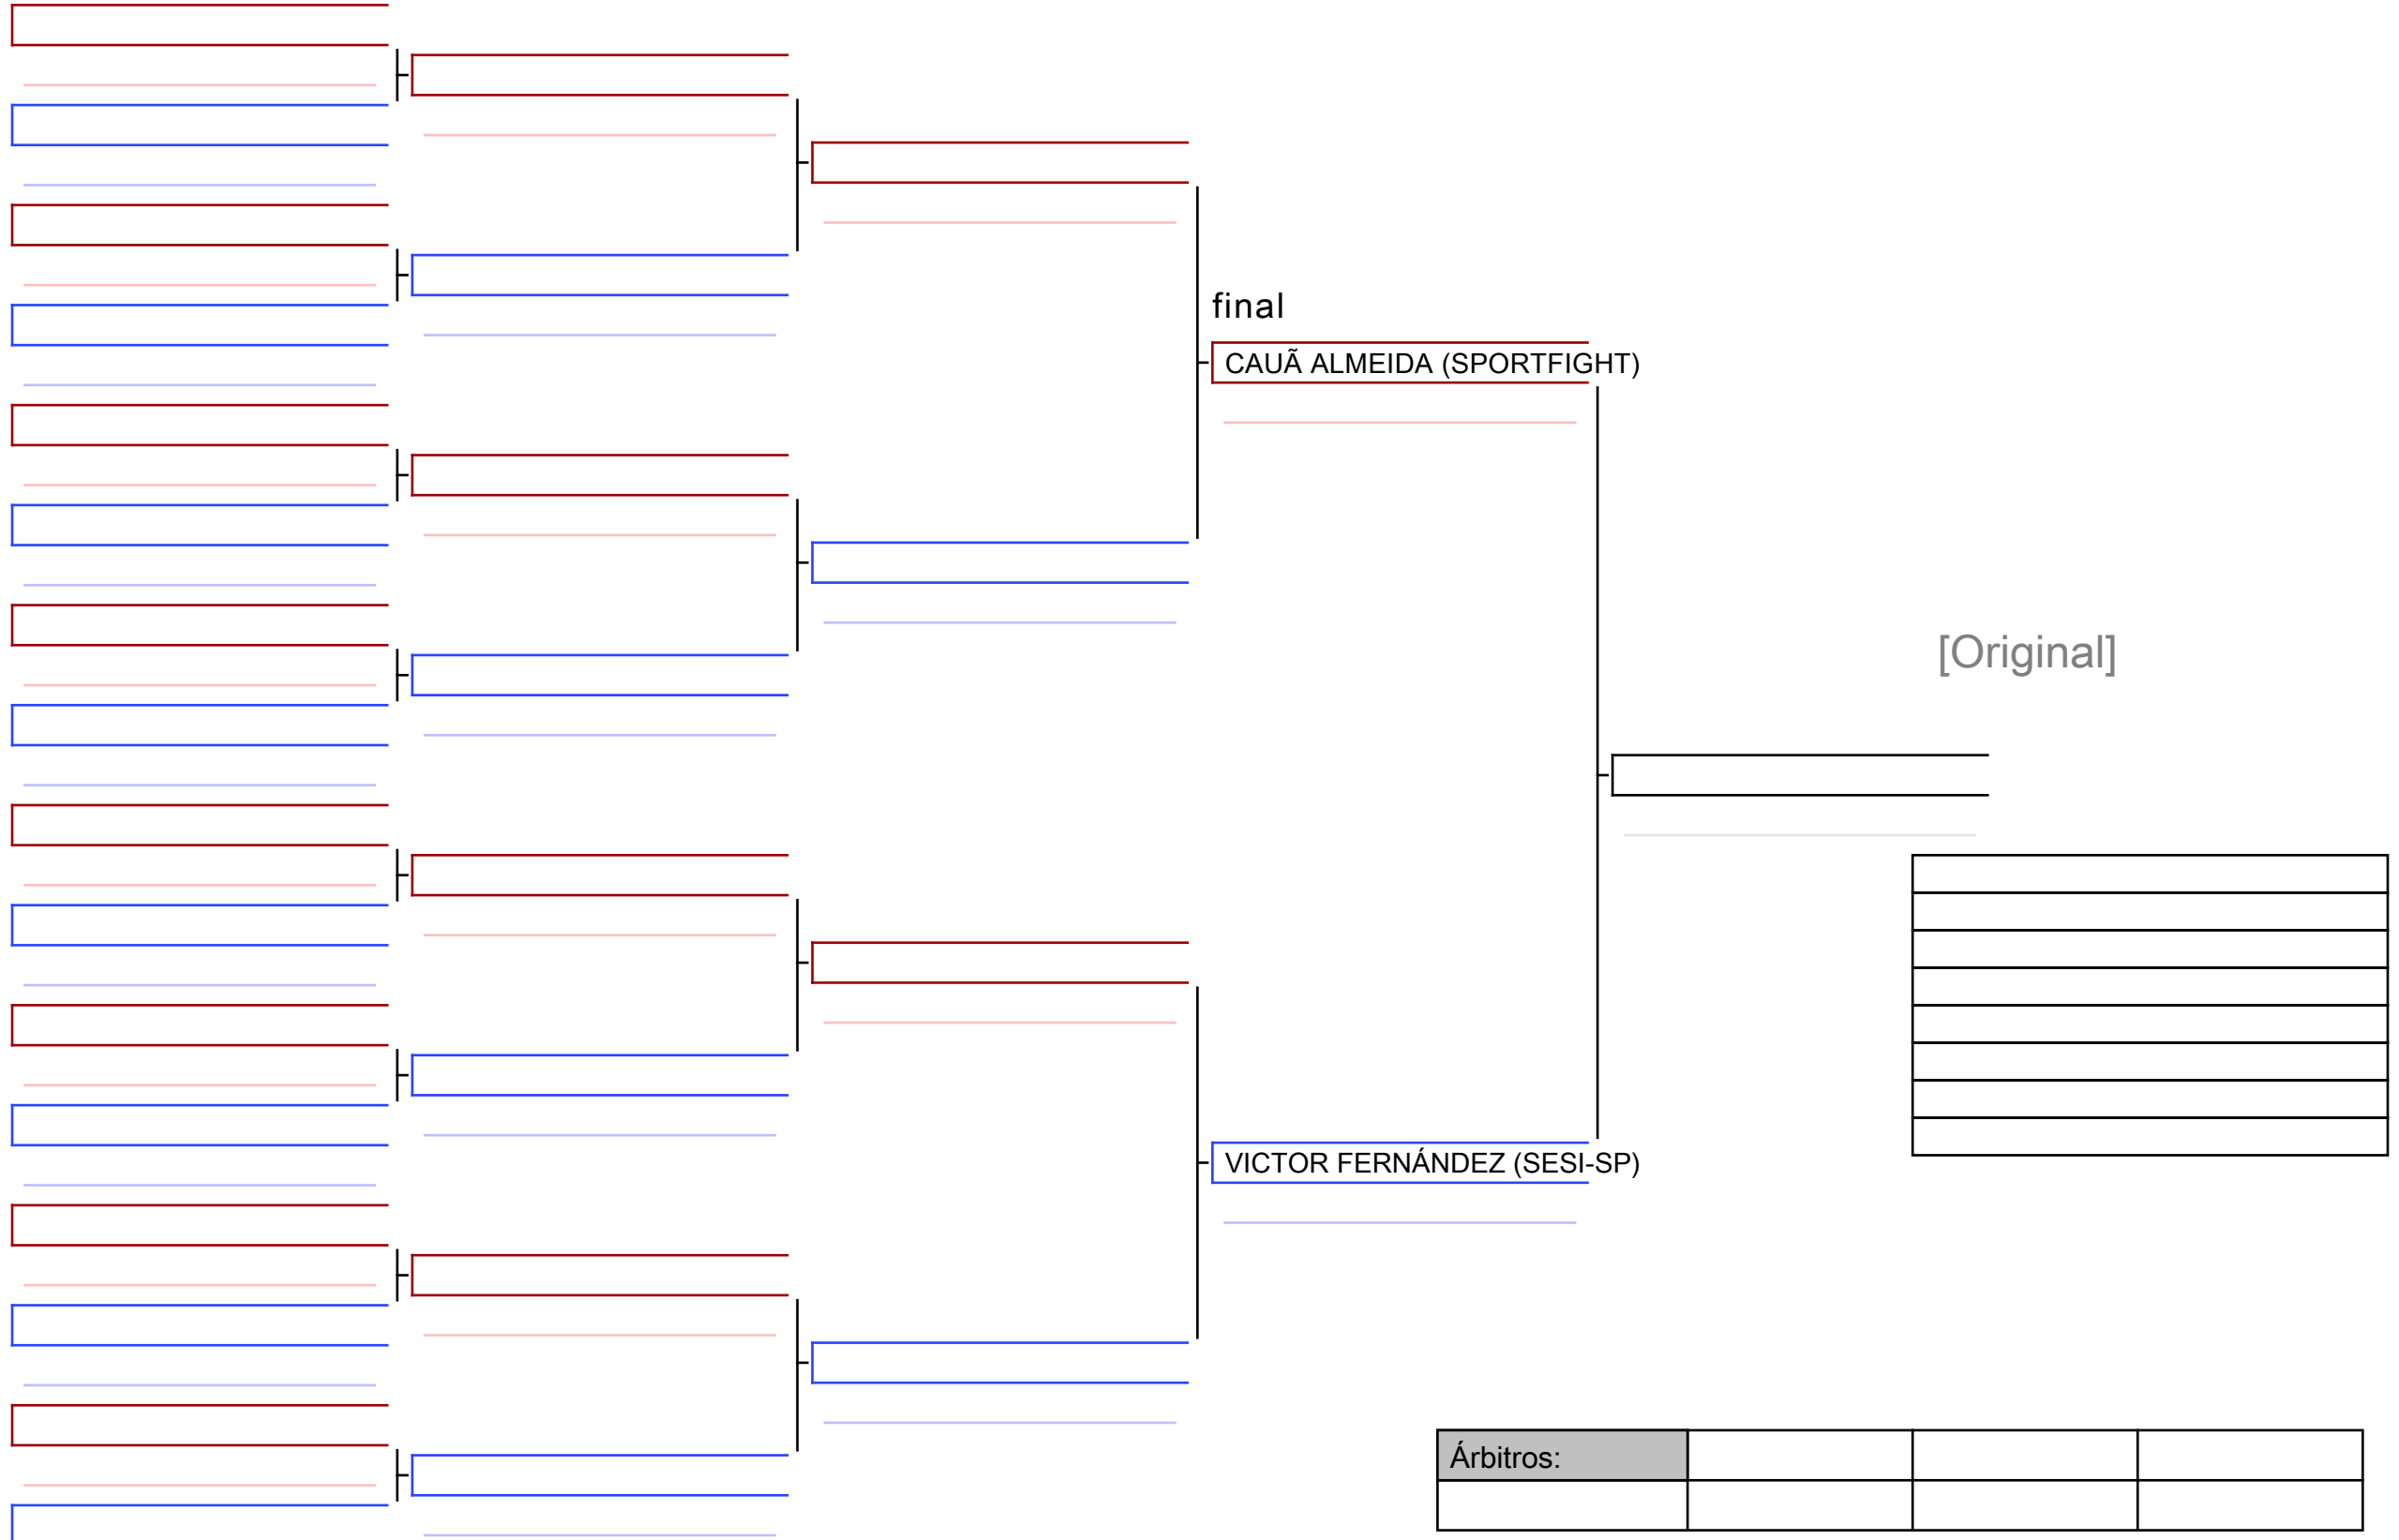 final
CAUÃ ALMEIDA (SPORTFIGHT)
[Original]
VICTOR FERNÁNDEZ (SESI-SP)
Árbitros: